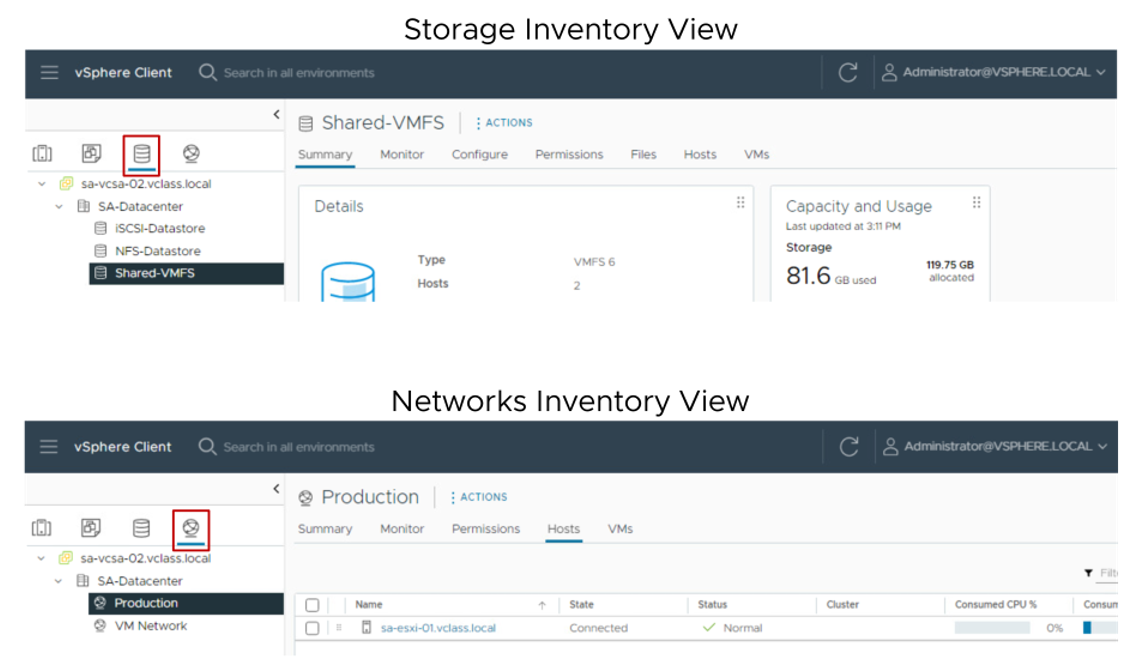 Storage Inventory View
vSphere Client Search in all environments Administrator@VSPHERE.LOCAL
Shared-VMFS ACTIONS
Summary Monitor Configure Permissions Files Hosts VMs
sa-vcsa-02.vclass.local
SA-Datacenter
iSCSI-Datastore
NFS-Datastore
Shared-VMFS
Details
Type VMFS 6
Hosts 2
Capacity and Usage
Last updated at 3:11 PM
Storage
81.6 GB used
119.75 GB
allocated
Networks Inventory View
vSphere Client Search in all environments Administrator@VSPHERE.LOCAL
Production ACTIONS
Summary Monitor Permissions Hosts VMs
sa-vcsa-02.vclass.local
SA-Datacenter
Production
VM Network
Name State Status Cluster Consumed CPU %
sa-esxi-01.vclass.local Connected Normal 0%